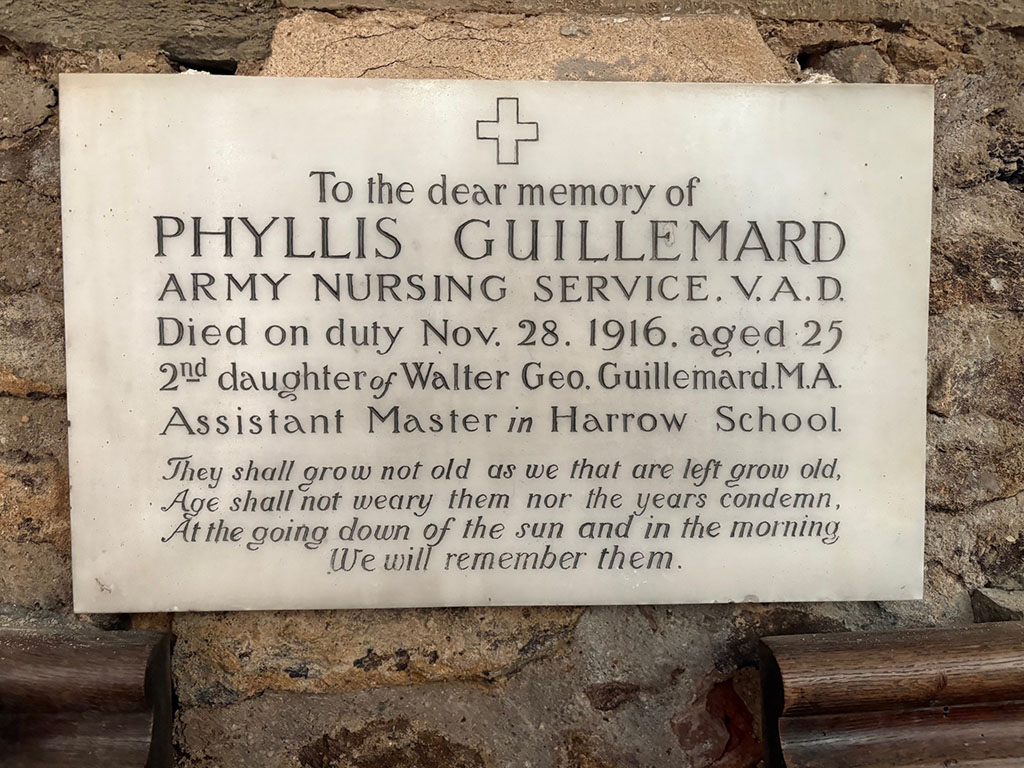 To the dear memory of
PHYLLIS GUILLEMARD
ARMY NURSING SERVICE. V.A.D.
Died on duty Nov. 28. 1916. aged 25
2nd daughter of Walter Geo. Guillemard.M.A.
Assistant Master in Harrow School.
They shall grow not old as we that are left grow old,
Age shall not weary them nor the years condemn,
At the going down of the sun and in the morning
We will remember them.